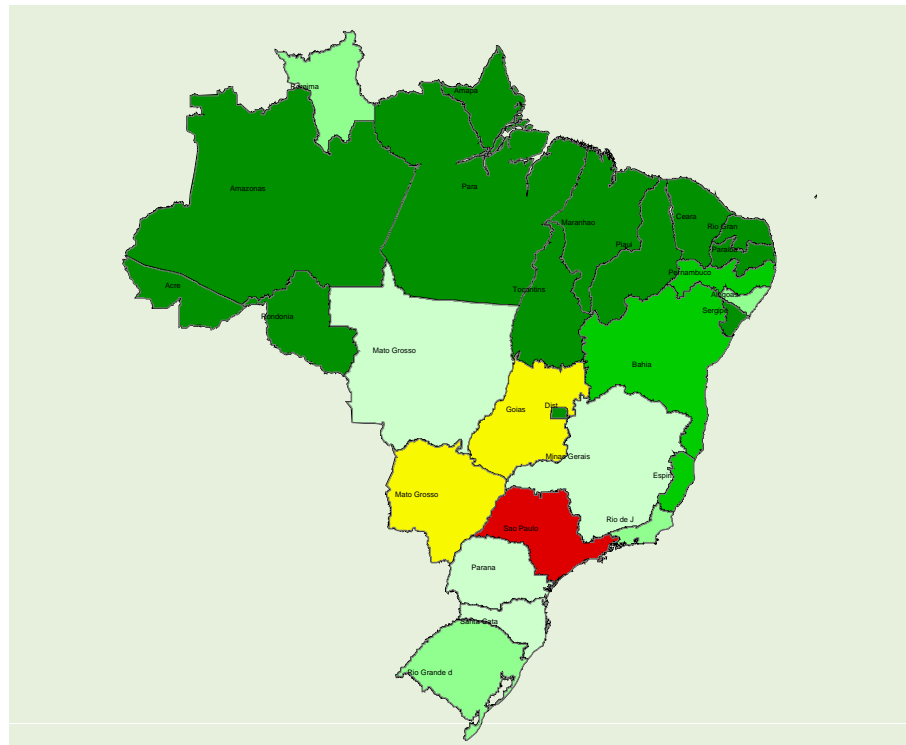 Roraima
Amapa
Amazonas
Para
Maranhao
Ceara
Rio Gran
Piaui
Paraiba
Pernambuco
Acre
Tocantins
Alagoas
Rondonia
Sergipe
Mato Grosso
Bahia
Goias
Dist
Minas Gerais
Espiri
Mato Grosso
Rio de J
Sao Paulo
Parana
Santa Cata
Rio Grande d